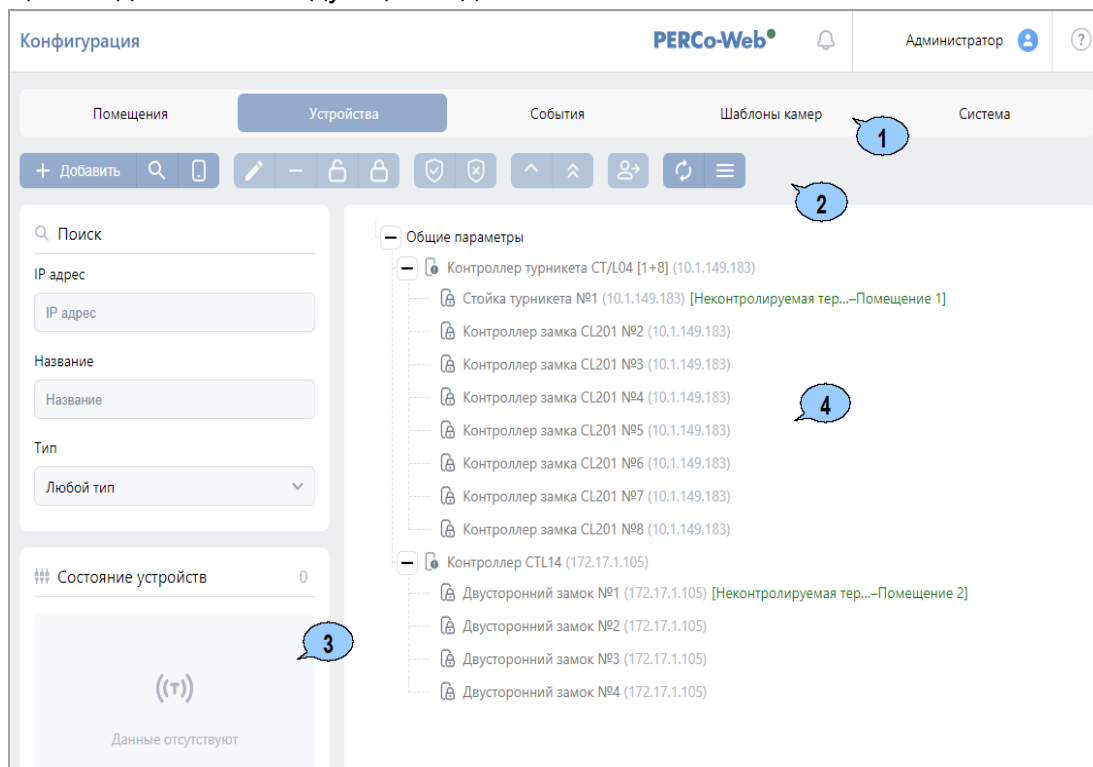 Конфигурация
PERCo-Web
Администратор
?
Помещения
Устройства
События
Шаблоны камер
Система
1
+ Добавить
2
Поиск
IP адрес
IP адрес
Название
Название
Тип
Любой тип
Состояние устройств 0
3
((T))
Данные отсутствуют
Общие параметры
Контроллер турникета CT/L04 [1+8] (10.1.149.183)
Стойка турникета №1 (10.1.149.183) [Неконтролируемая тер...–Помещение 1]
Контроллер замка CL201 №2 (10.1.149.183)
Контроллер замка CL201 №3 (10.1.149.183)
Контроллер замка CL201 №4 (10.1.149.183)
4
Контроллер замка CL201 №5 (10.1.149.183)
Контроллер замка CL201 №6 (10.1.149.183)
Контроллер замка CL201 №7 (10.1.149.183)
Контроллер замка CL201 №8 (10.1.149.183)
Контроллер CTL14 (172.17.1.105)
Двусторонний замок №1 (172.17.1.105) [Неконтролируемая тер...–Помещение 2]
Двусторонний замок №2 (172.17.1.105)
Двусторонний замок №3 (172.17.1.105)
Двусторонний замок №4 (172.17.1.105)